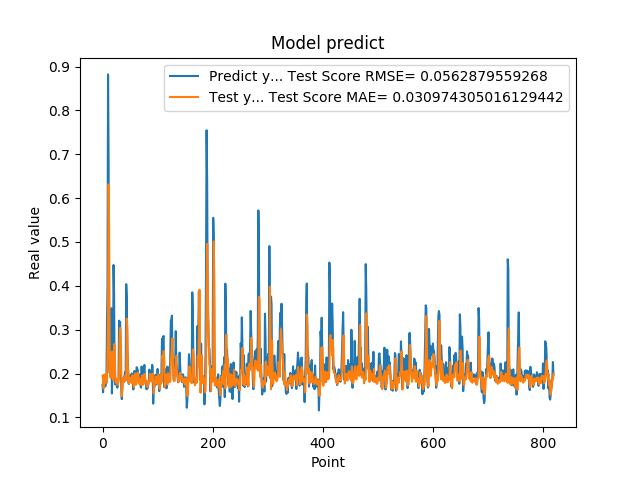 Model predict
Predict y... Test Score RMSE= 0.0562879559268
Test y... Test Score MAE= 0.030974305016129442
0.9
0.8
0.7
0.6
0.5
0.4
0.3
0.2
0.1
Real value
0 200 400 600 800
Point